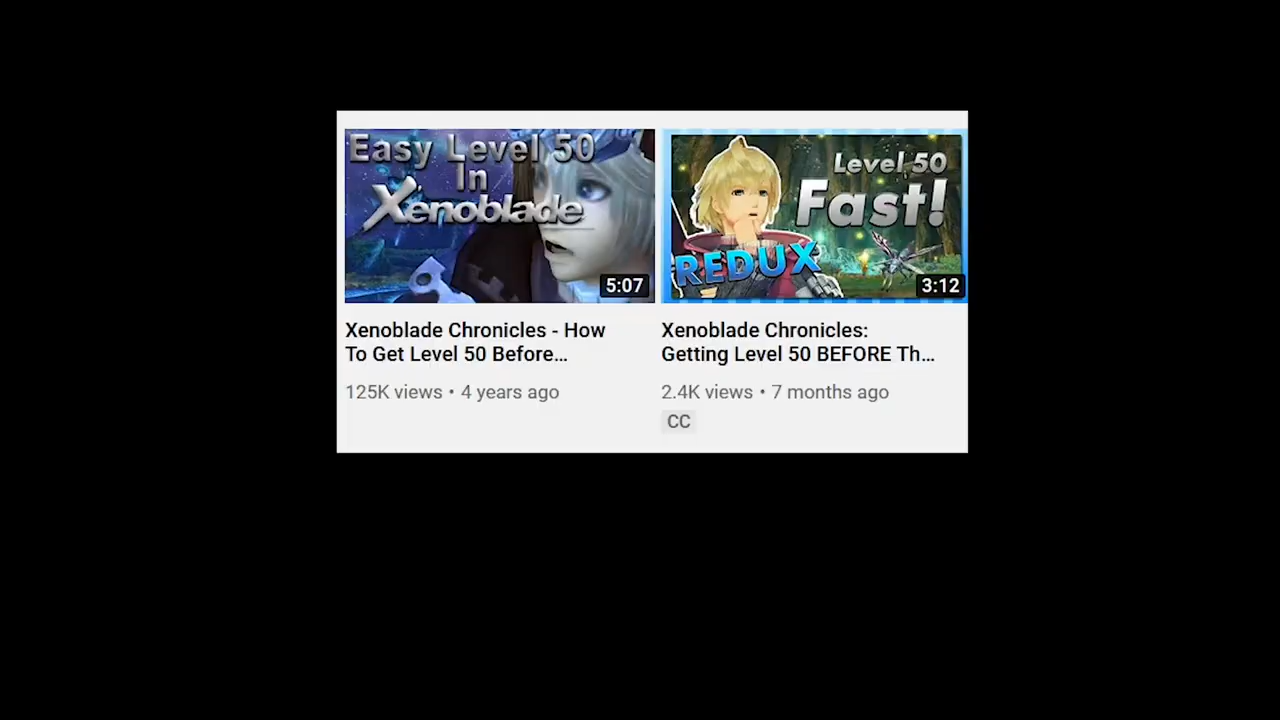 Easy Level 50
In
Xenoblade
5:07
Xenoblade Chronicles - How
To Get Level 50 Before...
125K views • 4 years ago
Level 50
Fast!
REDUX
3:12
Xenoblade Chronicles:
Getting Level 50 BEFORE Th...
2.4K views • 7 months ago
CC